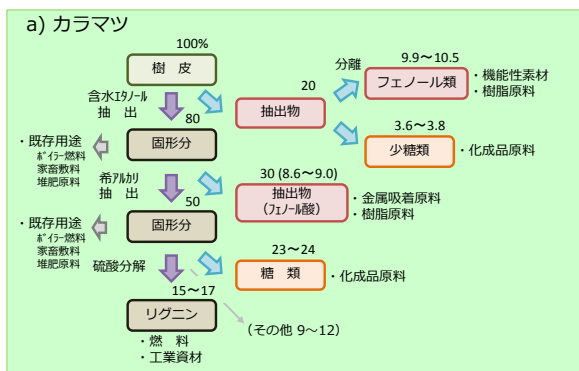 a) カラマツ
100%
樹 皮
分離
9.9～10.5
フェノール類
・機能性素材
・樹脂原料
20
抽出物
含水ｴﾀﾉｰﾙ
抽 出
80
3.6～3.8
少糖類
・化成品原料
・既存用途
ﾎﾞｲﾗｰ燃料
家畜敷料
堆肥原料
固形分
希ｱﾙｶﾘ
抽 出
30 (8.6～9.0)
抽出物
(フェノール酸)
・金属吸着原料
・樹脂原料
50
・既存用途
ﾎﾞｲﾗｰ燃料
家畜敷料
堆肥原料
固形分
硫酸分解
23～24
糖 類
・化成品原料
15～17
リグニン
(その他 9～12)
・燃 料
・工業資材